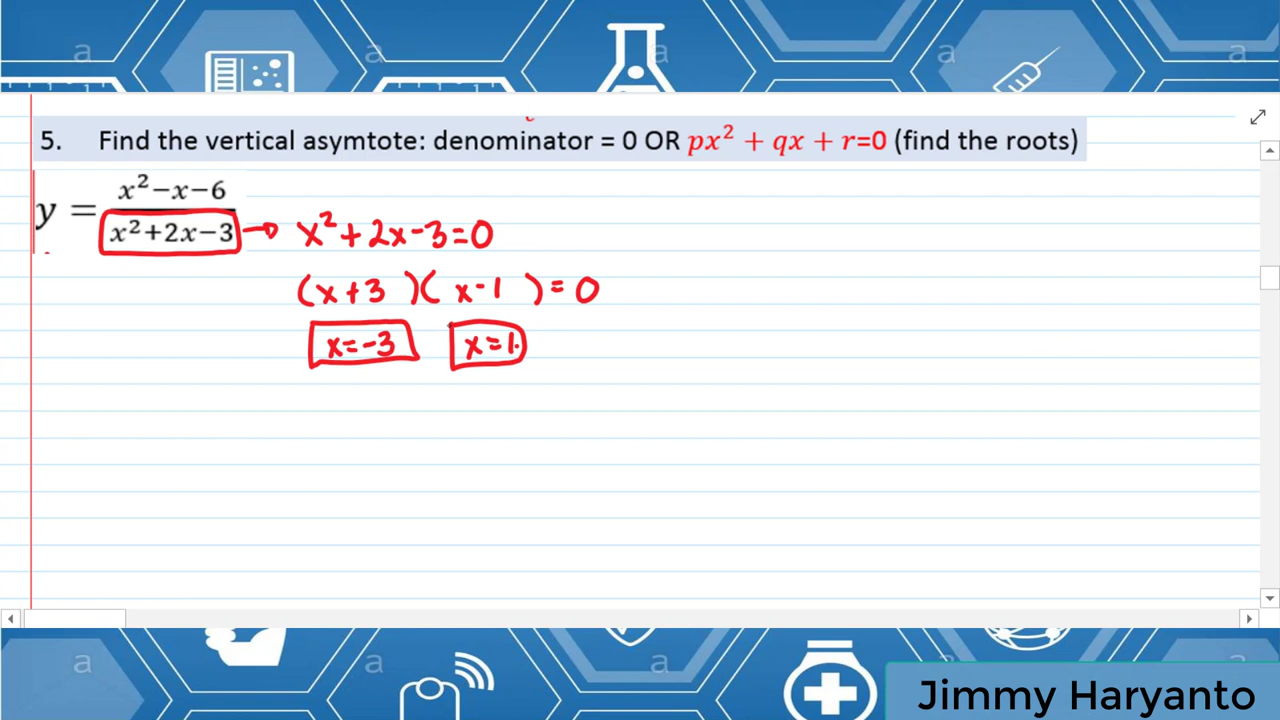 5. Find the vertical asymtote: denominator = 0 OR px² + qx + r=0 (find the roots)
y = (x²−x−6)/(x²+2x−3) → x²+2x-3=0
(x+3)(x-1)=0
x=-3 x=1
a a a a a
a a a a
Jimmy Haryanto